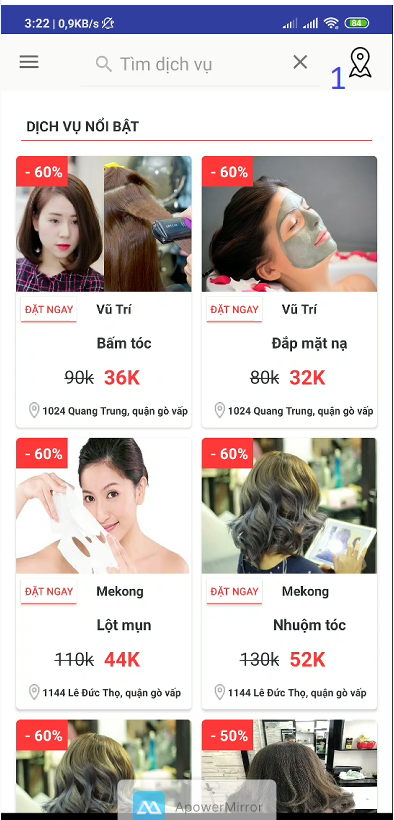 3:22 | 0,9KB/s
84
Tìm dịch vụ
1
DỊCH VỤ NỔI BẬT
- 60%
- 60%
ĐẶT NGAY Vũ Trí
ĐẶT NGAY Vũ Trí
Bấm tóc
Đắp mặt nạ
90k 36K
80k 32K
1024 Quang Trung, quận gò vấp
1024 Quang Trung, quận gò vấp
- 60%
- 60%
ĐẶT NGAY Mekong
ĐẶT NGAY Mekong
Lột mụn
Nhuộm tóc
110k 44K
130k 52K
1144 Lê Đức Thọ, quận gò vấp
1144 Lê Đức Thọ, quận gò vấp
- 60%
- 50%
ApowerMirror